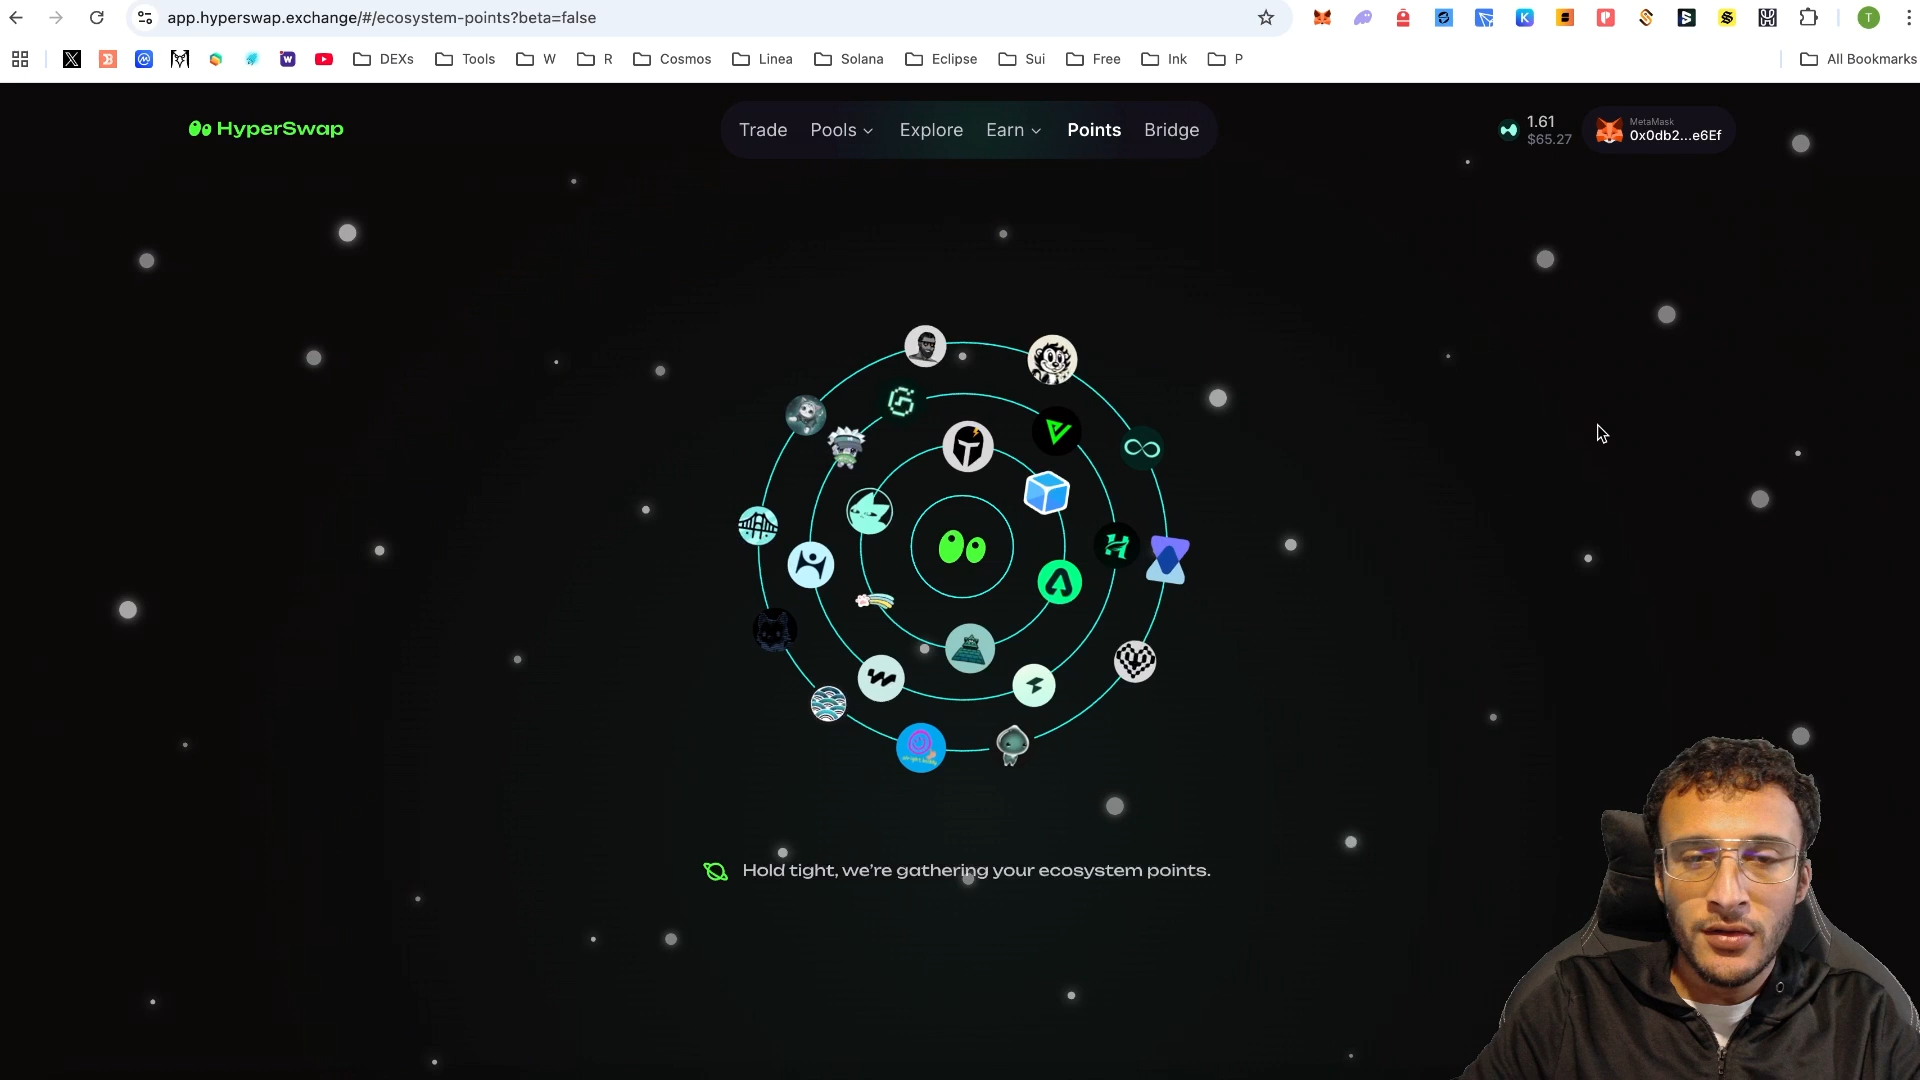 app.hyperswap.exchange/#/ecosystem-points?beta=false
T
DEXs
Tools
W
R
Cosmos
Linea
Solana
Eclipse
Sui
Free
Ink
P
All Bookmarks
HyperSwap
Trade
Pools
Explore
Earn
Points
Bridge
1.61
$65.27
MetaMask
0x0db2...e6Ef
Hold tight, we're gathering your ecosystem points.